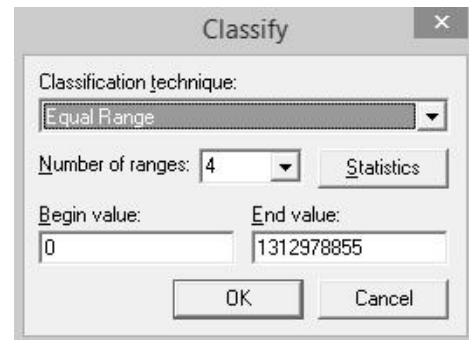 Classify
×
Classification technique:
Equal Range
Number of ranges: 4 Statistics
Begin value: End value:
0 1312978855
OK Cancel